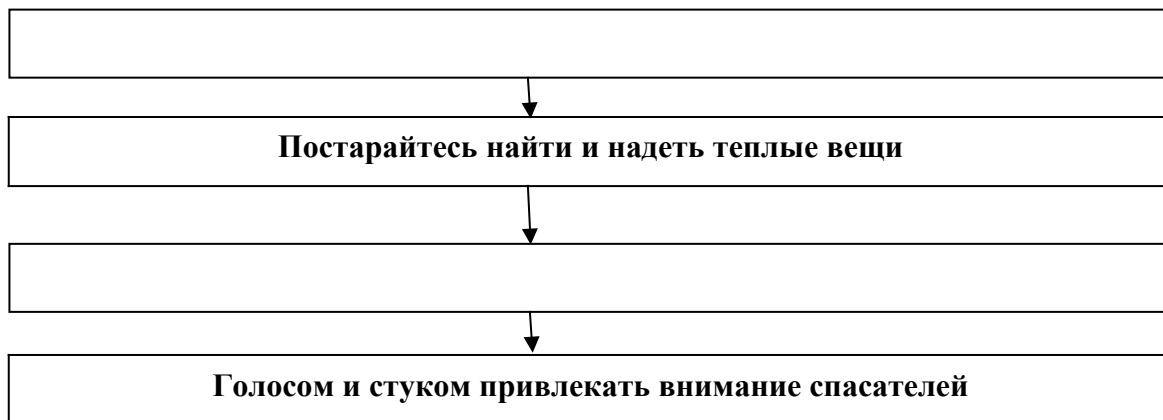 Постарайтесь найти и надеть теплые вещи
Голосом и стуком привлекать внимание спасателей